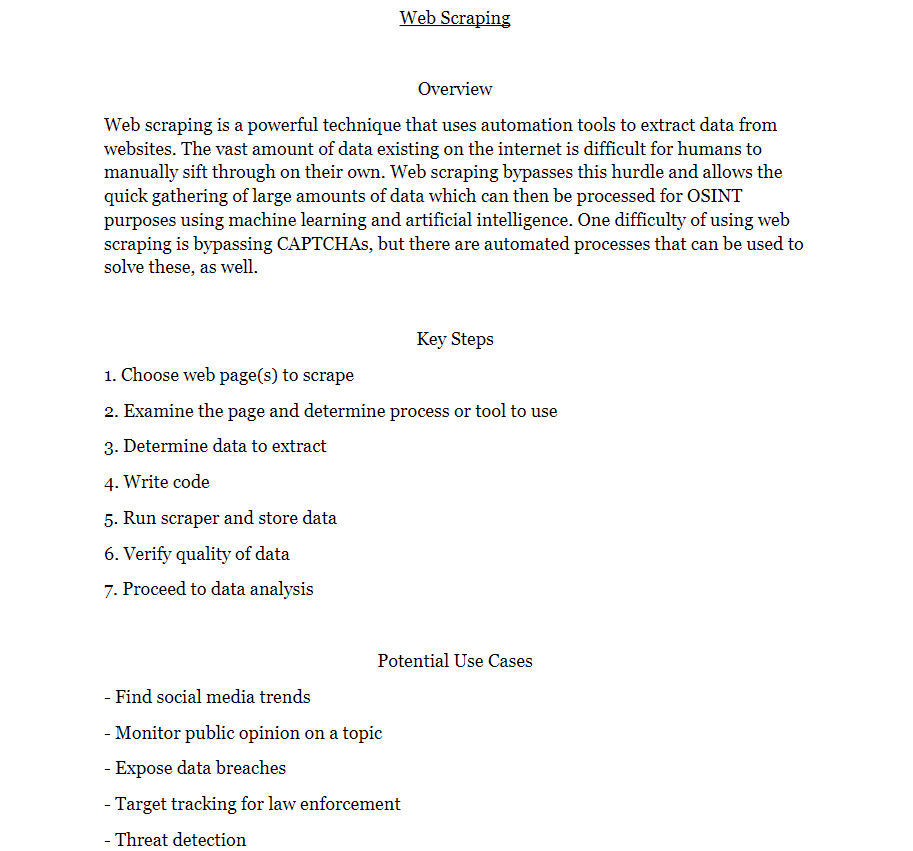 Web Scraping
Overview
Web scraping is a powerful technique that uses automation tools to extract data from
websites. The vast amount of data existing on the internet is difficult for humans to
manually sift through on their own. Web scraping bypasses this hurdle and allows the
quick gathering of large amounts of data which can then be processed for OSINT
purposes using machine learning and artificial intelligence. One difficulty of using web
scraping is bypassing CAPTCHAs, but there are automated processes that can be used to
solve these, as well.
Key Steps
1. Choose web page(s) to scrape
2. Examine the page and determine process or tool to use
3. Determine data to extract
4. Write code
5. Run scraper and store data
6. Verify quality of data
7. Proceed to data analysis
Potential Use Cases
- Find social media trends
- Monitor public opinion on a topic
- Expose data breaches
- Target tracking for law enforcement
- Threat detection